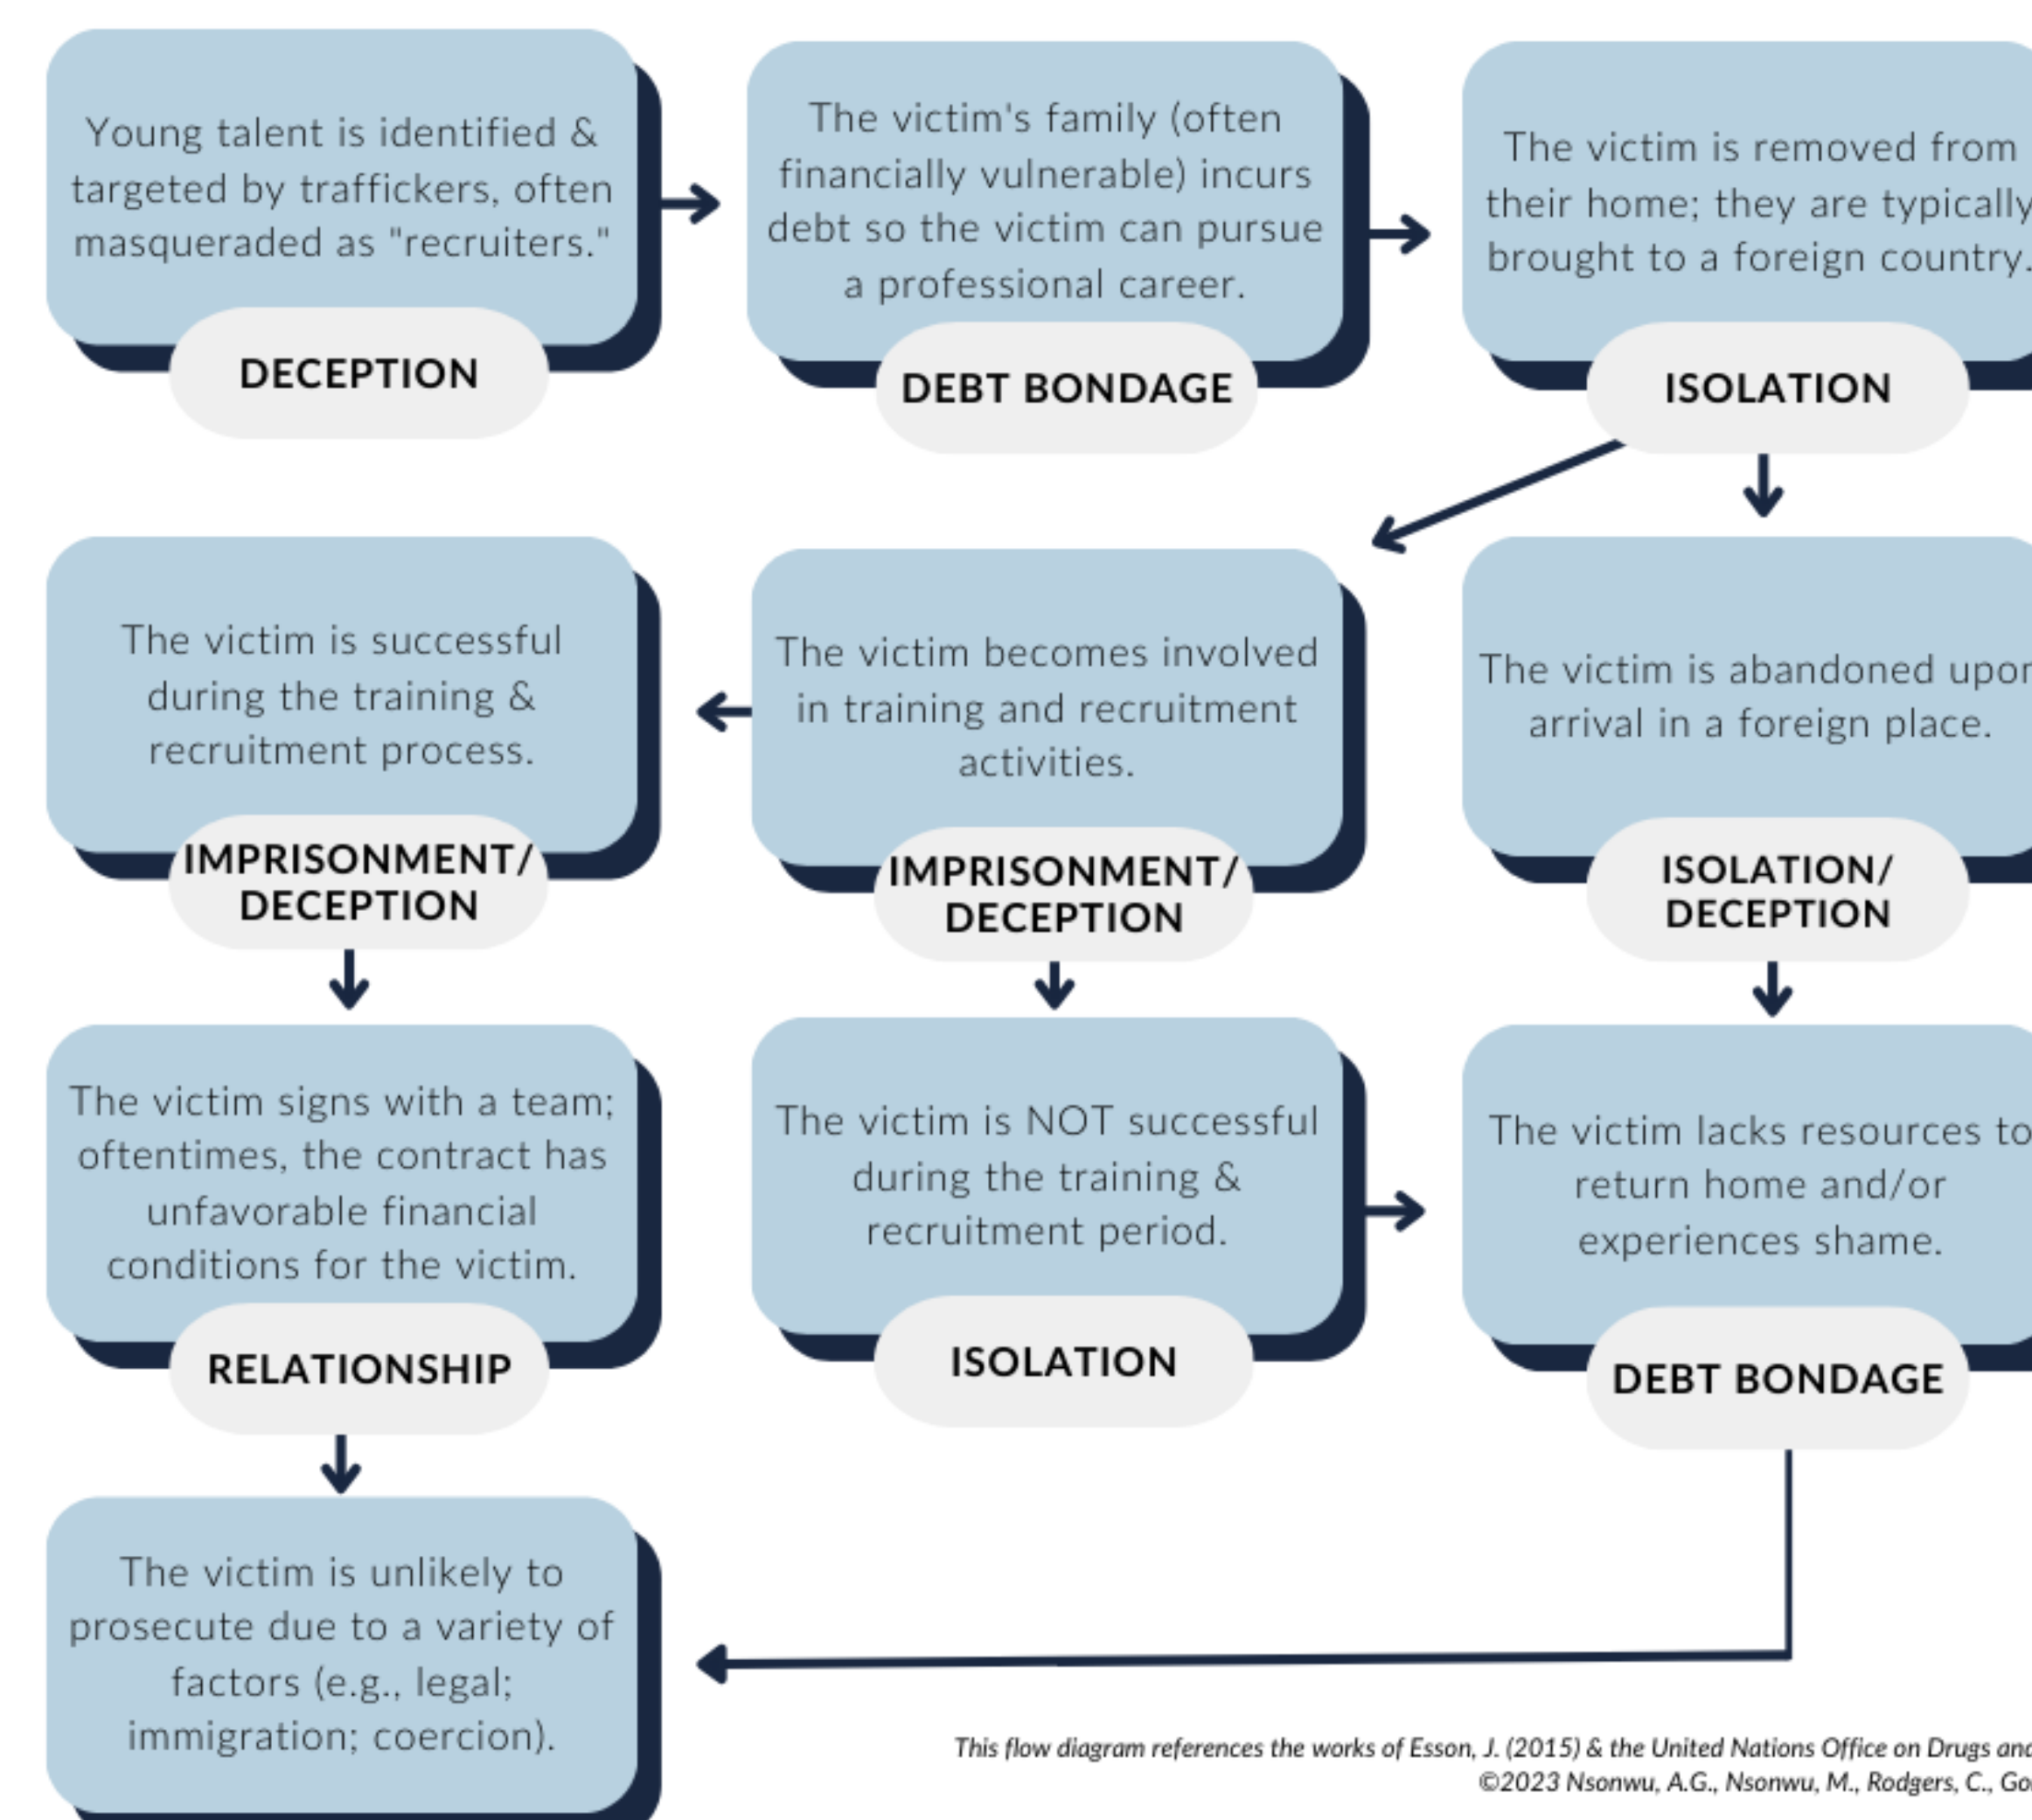 Young talent is identified &
targeted by traffickers, often
masqueraded as "recruiters."
DECEPTION
The victim's family (often
financially vulnerable) incurs
debt so the victim can pursue
a professional career.
DEBT BONDAGE
The victim is removed from
their home; they are typically
brought to a foreign country.
ISOLATION
The victim is successful
during the training &
recruitment process.
IMPRISONMENT/
DECEPTION
The victim becomes involved
in training and recruitment
activities.
IMPRISONMENT/
DECEPTION
The victim is abandoned upon
arrival in a foreign place.
ISOLATION/
DECEPTION
The victim signs with a team;
oftentimes, the contract has
unfavorable financial
conditions for the victim.
RELATIONSHIP
The victim is NOT successful
during the training &
recruitment period.
ISOLATION
The victim lacks resources to
return home and/or
experiences shame.
DEBT BONDAGE
The victim is unlikely to
prosecute due to a variety of
factors (e.g., legal;
immigration; coercion).
This flow diagram references the works of Esson, J. (2015) & the United Nations Office on Drugs and
©2023 Nsonwu, A.G., Nsonwu, M., Rodgers, C., Go